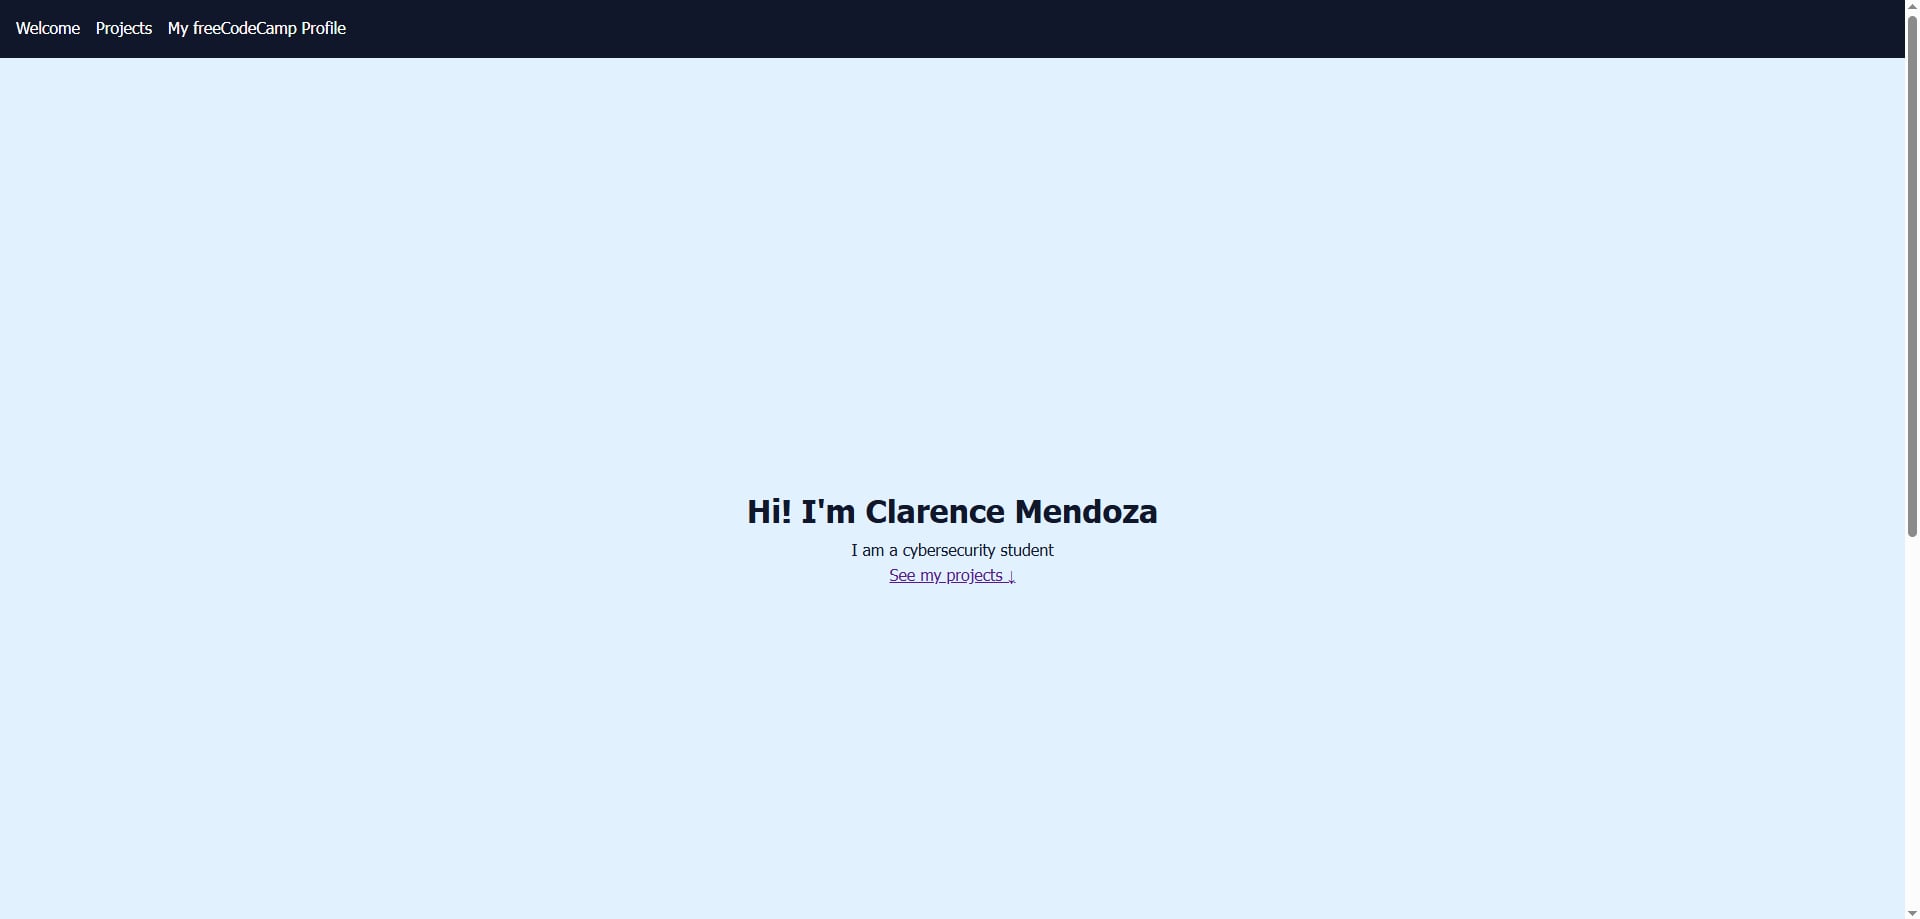 Welcome Projects My freeCodeCamp Profile
Hi! I'm Clarence Mendoza
I am a cybersecurity student
See my projects ↓